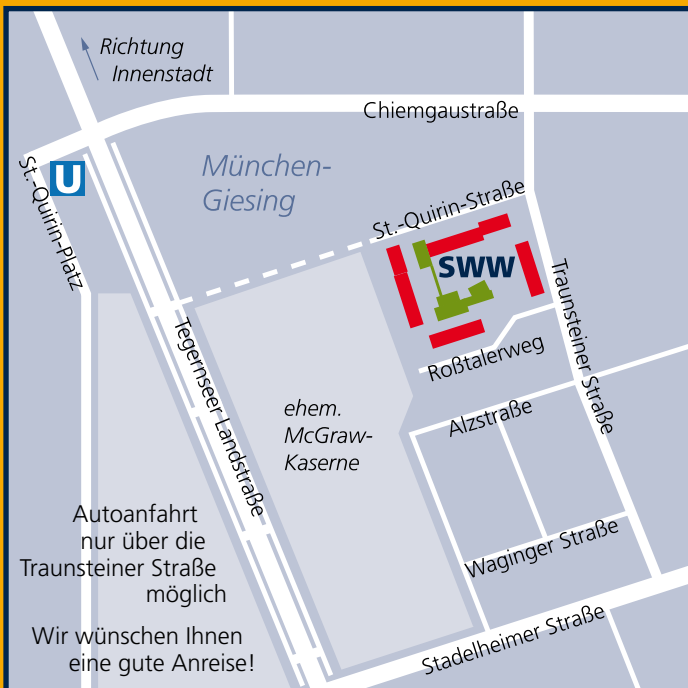 Richtung
Innenstadt
Chiemgaustraße
St.-Quirin-Platz
U
München-
Giesing
St.-Quirin-Straße
SWW
Traunsteiner Straße
Roßtalerweg
Tegernseer Landstraße
ehem.
McGraw-
Kaserne
Alzstraße
Waginger Straße
Stadelheimer Straße
Autoanfahrt
nur über die
Traunsteiner Straße
möglich
Wir wünschen Ihnen
eine gute Anreise!